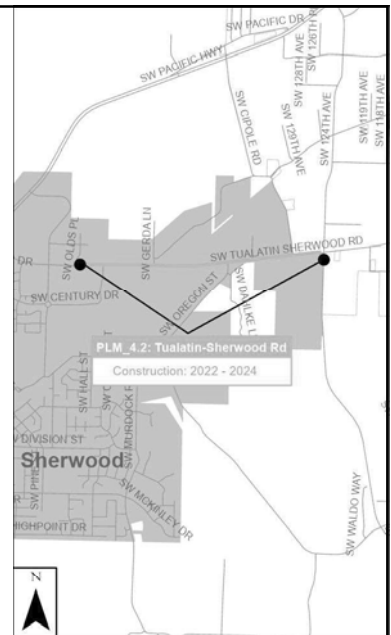 SW PACIFIC DR
SW PACIFIC HWY
SW CIPOLE RD
SW 128TH AVE
SW 129TH AVE
SW 124TH AVE
SW 119TH AVE
SW 118TH AVE
SW OLDS PL
SW GERDA LN
SW TUALATIN SHERWOOD RD
DR
SW CENTURY DR
SW OREGON ST
PLM_4.2: Tualatin-Sherwood Rd
Construction: 2022 - 2024
SW HALL ST
SW MURDOCK R
V DIVISION ST
Sherwood
SW PINE
SW MCKINLEY DR
HIGHPOINT DR
SW WALDO WAY
N